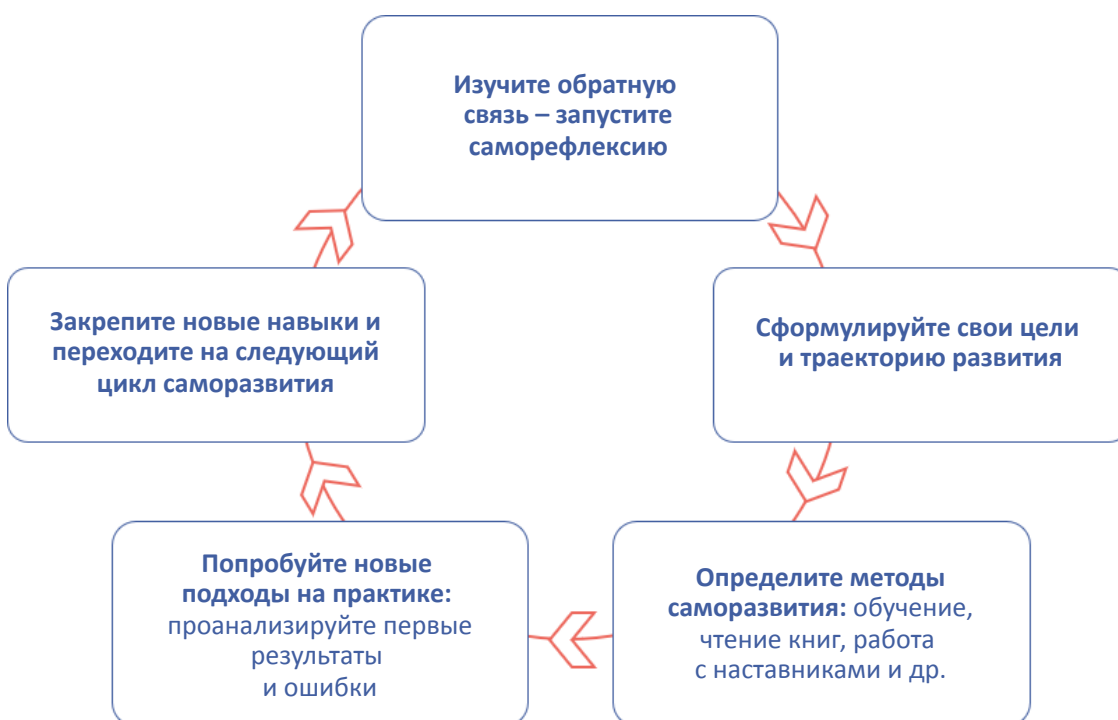 Изучите обратную
связь – запустите
саморефлексию
Сформулируйте свои цели
и траекторию развития
Определите методы
саморазвития: обучение,
чтение книг, работа
с наставниками и др.
Попробуйте новые
подходы на практике:
проанализируйте первые
результаты
и ошибки
Закрепите новые навыки и
переходите на следующий
цикл саморазвития